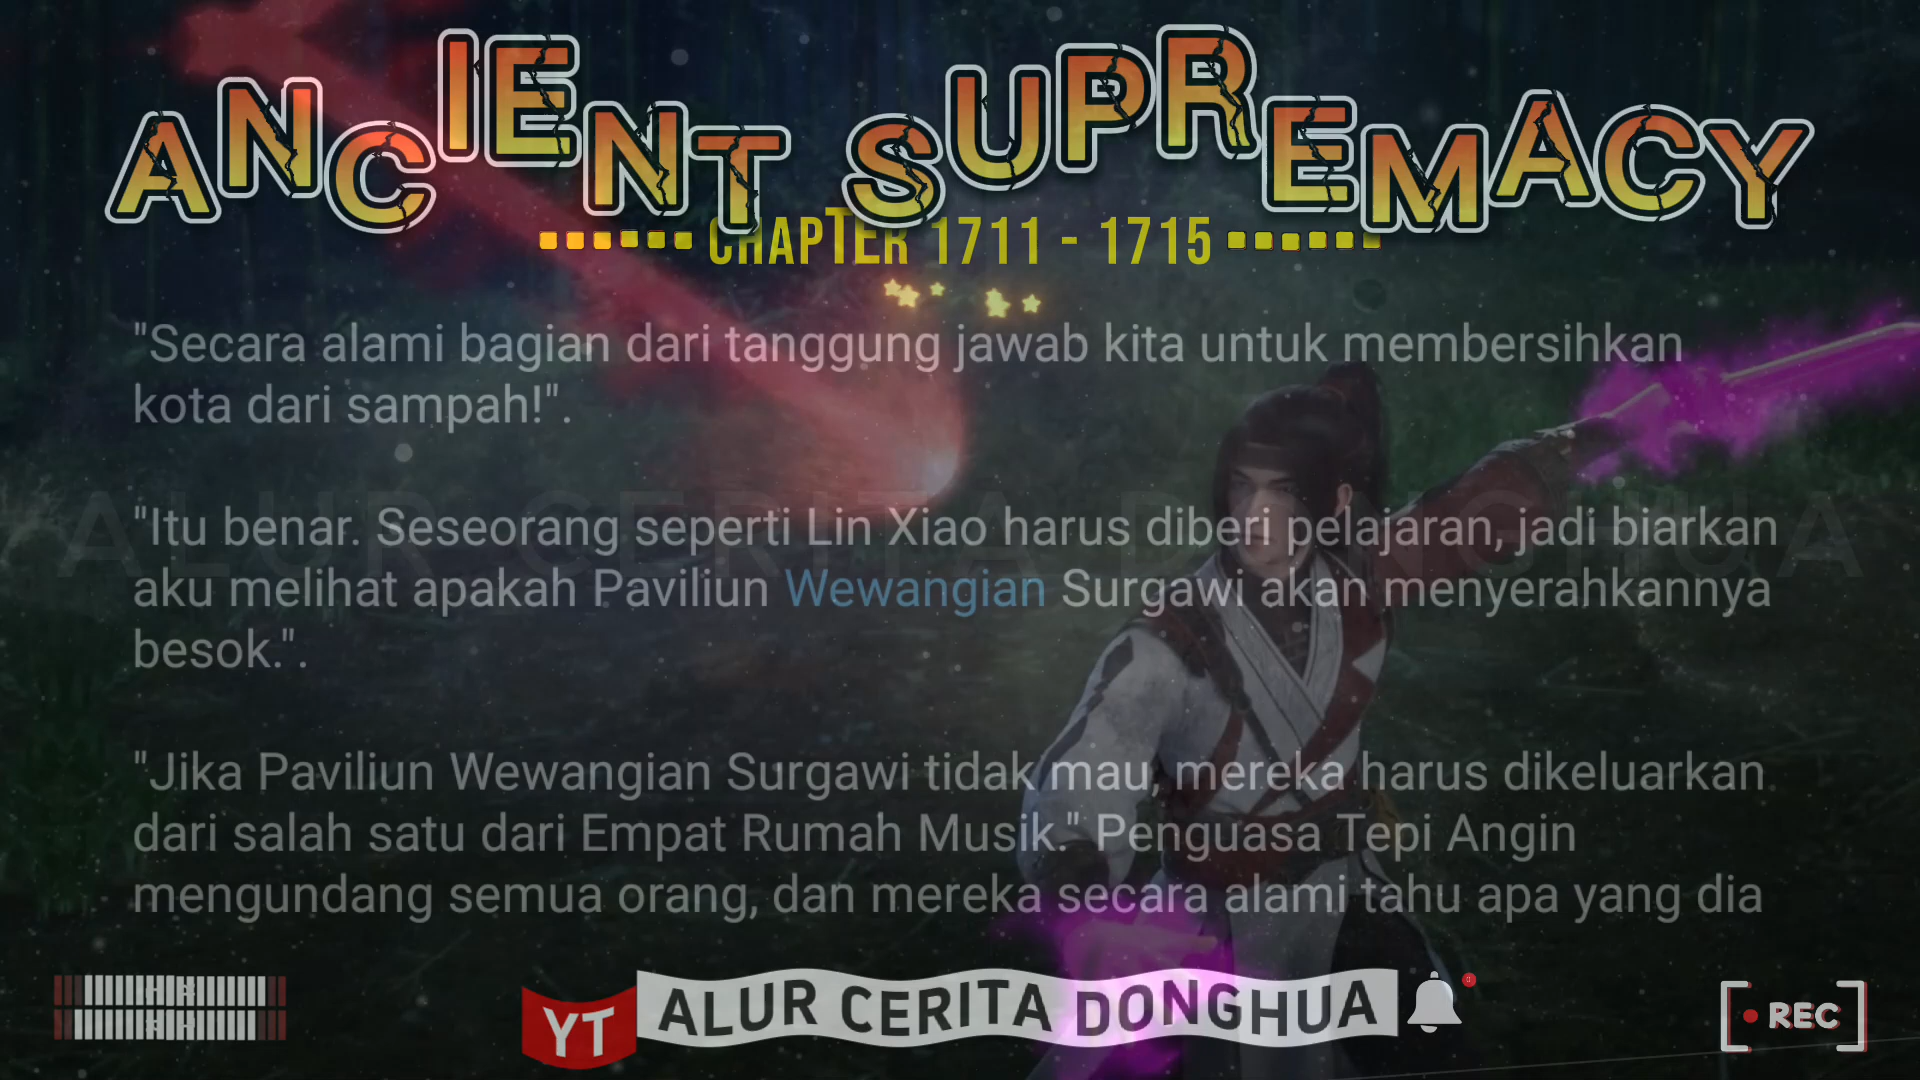 ANCIENT SUPREMACY
CHAPTER 1711 - 1715
"Secara alami bagian dari tanggung jawab kita untuk membersihkan
kota dari sampah!".
ALUR CERITA DONGHUA
"Itu benar. Seseorang seperti Lin Xiao harus diberi pelajaran, jadi biarkan
aku melihat apakah Paviliun Wewangian Surgawi akan menyerahkannya
besok.".
"Jika Paviliun Wewangian Surgawi tidak mau, mereka harus dikeluarkan
dari salah satu dari Empat Rumah Musik." Penguasa Tepi Angin
mengundang semua orang, dan mereka secara alami tahu apa yang dia
YT ALUR CERITA DONGHUA
REC